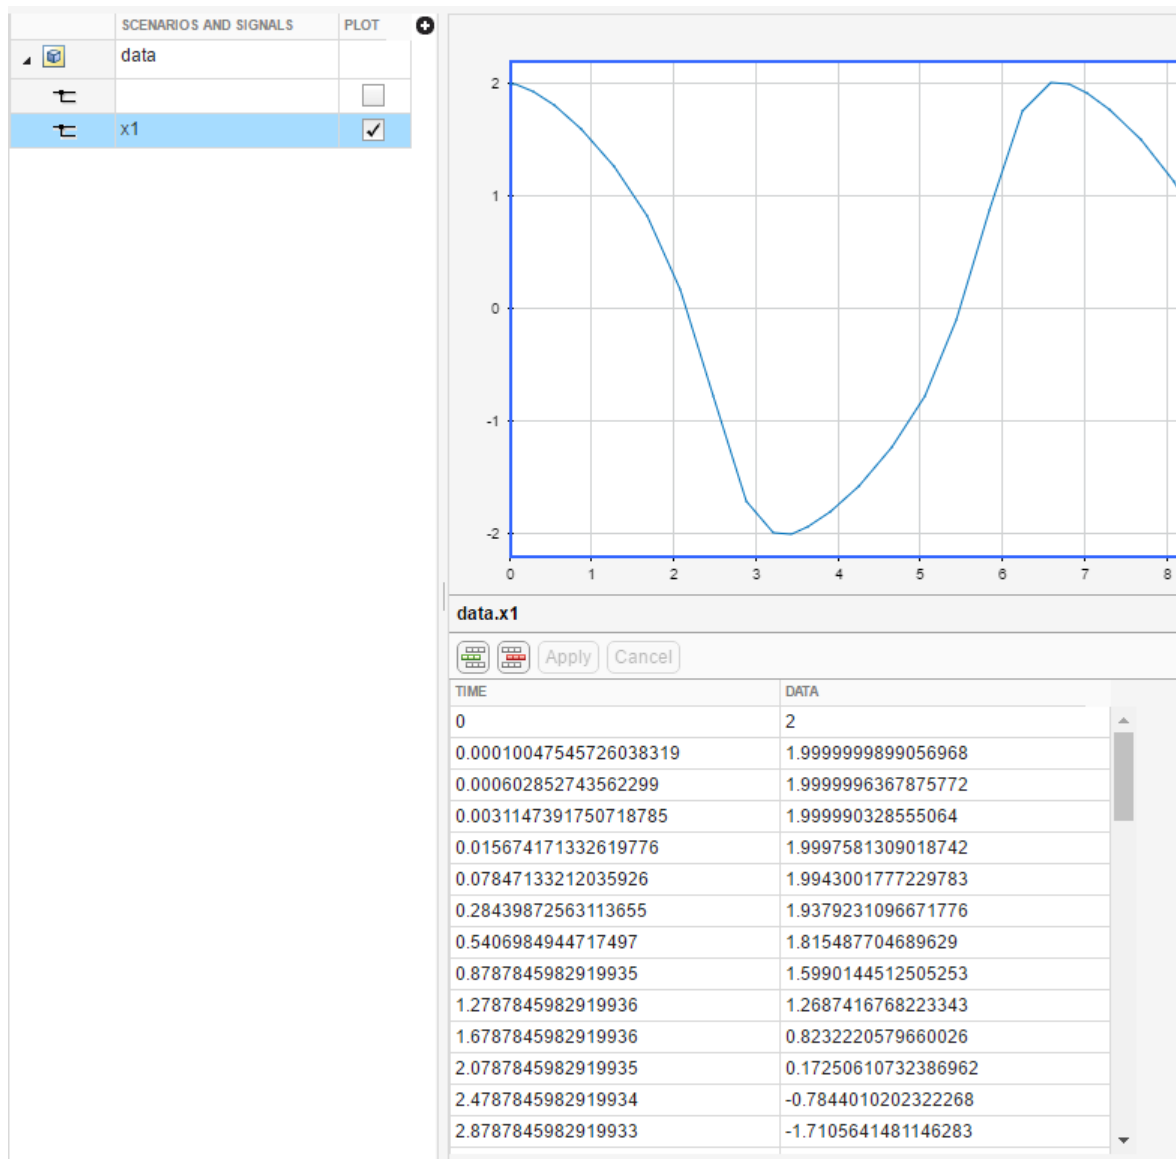 SCENARIOS AND SIGNALS PLOT
data
x1
2
1
0
-1
-2
0 1 2 3 4 5 6 7 8
data.x1
Apply Cancel
TIME DATA
0 2
0.00010047545726038319 1.9999999899056968
0.000602852743562299 1.9999996367875772
0.0031147391750718785 1.999990328555064
0.015674171332619776 1.9997581309018742
0.07847133212035926 1.9943001777229783
0.28439872563113655 1.9379231096671776
0.5406984944717497 1.815487704689629
0.8787845982919935 1.5990144512505253
1.2787845982919936 1.2687416768223343
1.6787845982919936 0.8232220579660026
2.0787845982919935 0.17250610732386962
2.4787845982919934 -0.7844010202322268
2.8787845982919933 -1.7105641481146283